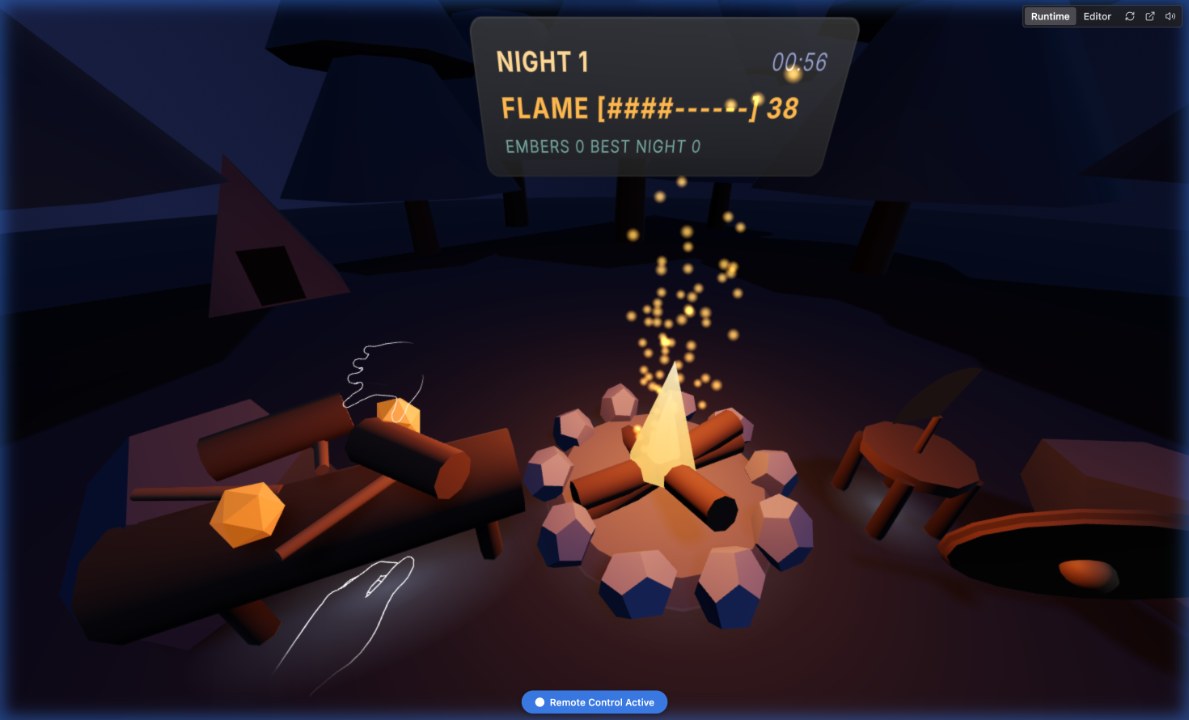 Runtime Editor
NIGHT 1 00:56
FLAME [####------] 38
EMBERS 0 BEST NIGHT 0
Remote Control Active